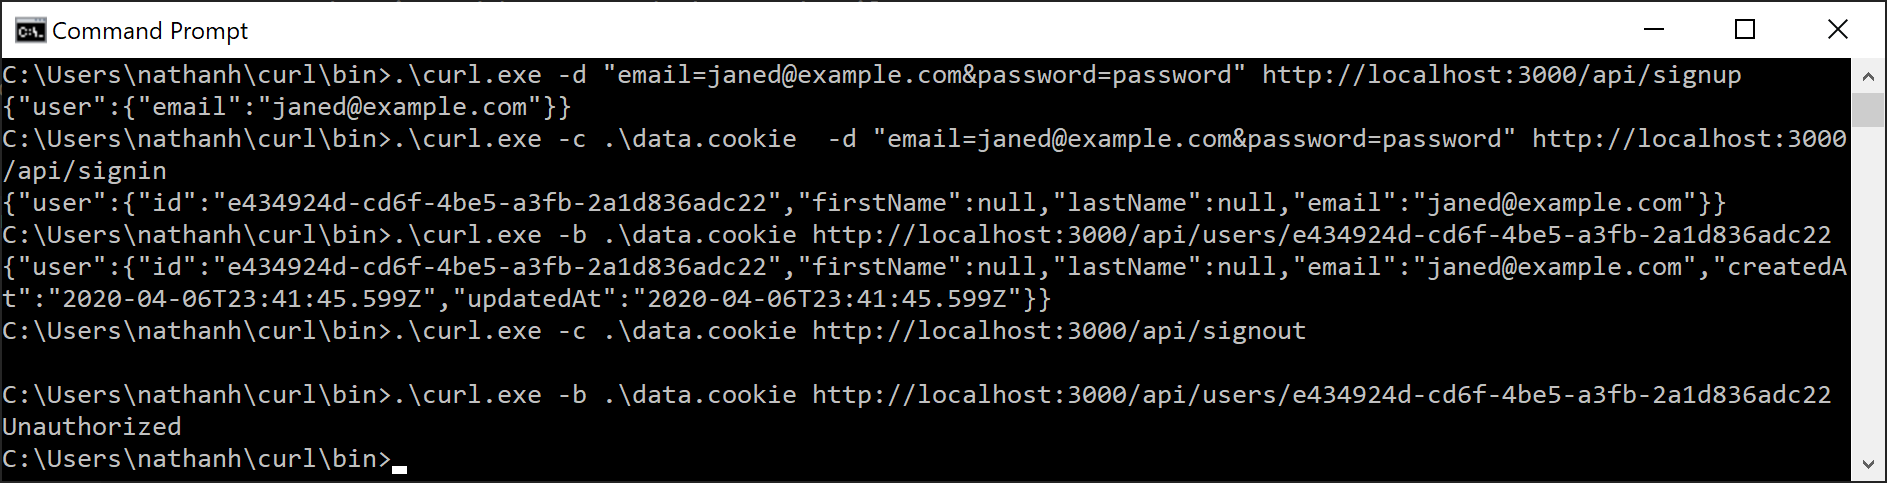 Command Prompt
C:\Users\nathanh\curl\bin>.\curl.exe -d "email=janed@example.com&password=password" http://localhost:3000/api/signup
{"user":{"email":"janed@example.com"}}
C:\Users\nathanh\curl\bin>.\curl.exe -c .\data.cookie  -d "email=janed@example.com&password=password" http://localhost:3000
/api/signin
{"user":{"id":"e434924d-cd6f-4be5-a3fb-2a1d836adc22","firstName":null,"lastName":null,"email":"janed@example.com"}}
C:\Users\nathanh\curl\bin>.\curl.exe -b .\data.cookie http://localhost:3000/api/users/e434924d-cd6f-4be5-a3fb-2a1d836adc22
{"user":{"id":"e434924d-cd6f-4be5-a3fb-2a1d836adc22","firstName":null,"lastName":null,"email":"janed@example.com","createdA
t":"2020-04-06T23:41:45.599Z","updatedAt":"2020-04-06T23:41:45.599Z"}}
C:\Users\nathanh\curl\bin>.\curl.exe -c .\data.cookie http://localhost:3000/api/signout
C:\Users\nathanh\curl\bin>.\curl.exe -b .\data.cookie http://localhost:3000/api/users/e434924d-cd6f-4be5-a3fb-2a1d836adc22
Unauthorized
C:\Users\nathanh\curl\bin>